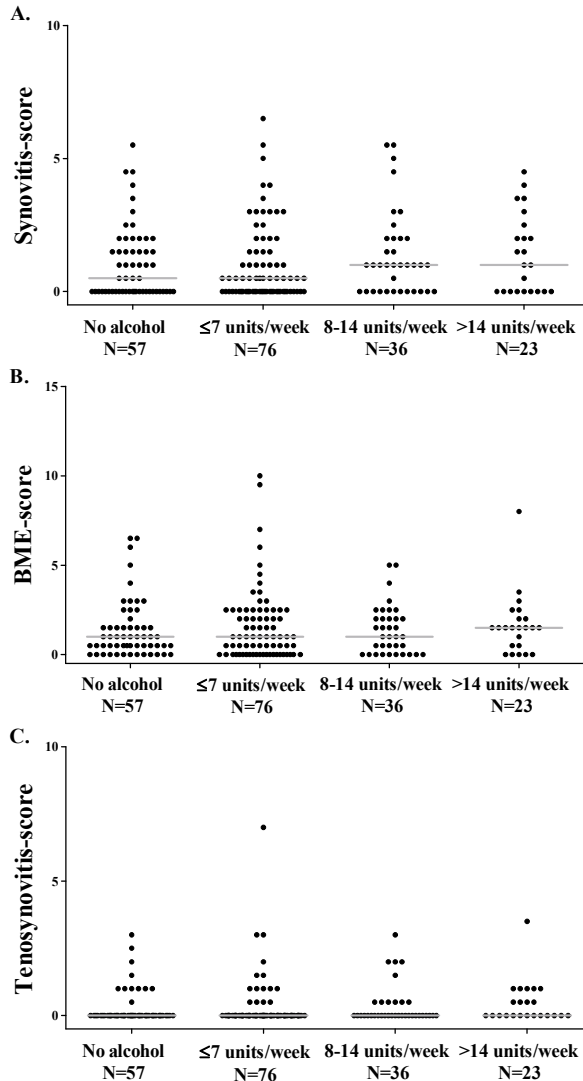 A.
10
5
0
Synovitis-score
No alcohol ≤7 units/week 8-14 units/week >14 units/week
N=57 N=76 N=36 N=23
B.
15
10
5
0
BME-score
No alcohol ≤7 units/week 8-14 units/week >14 units/week
N=57 N=76 N=36 N=23
C.
10
5
0
Tenosynovitis-score
No alcohol ≤7 units/week 8-14 units/week >14 units/week
N=57 N=76 N=36 N=23